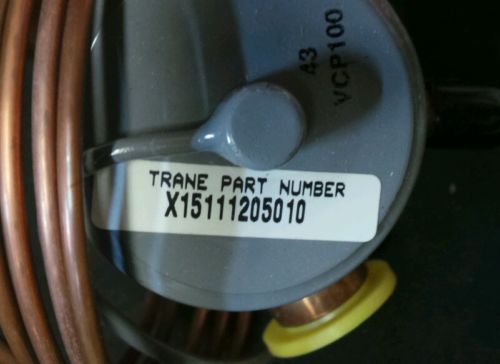 43
VCP100
TRANE PART NUMBER
X15111205010